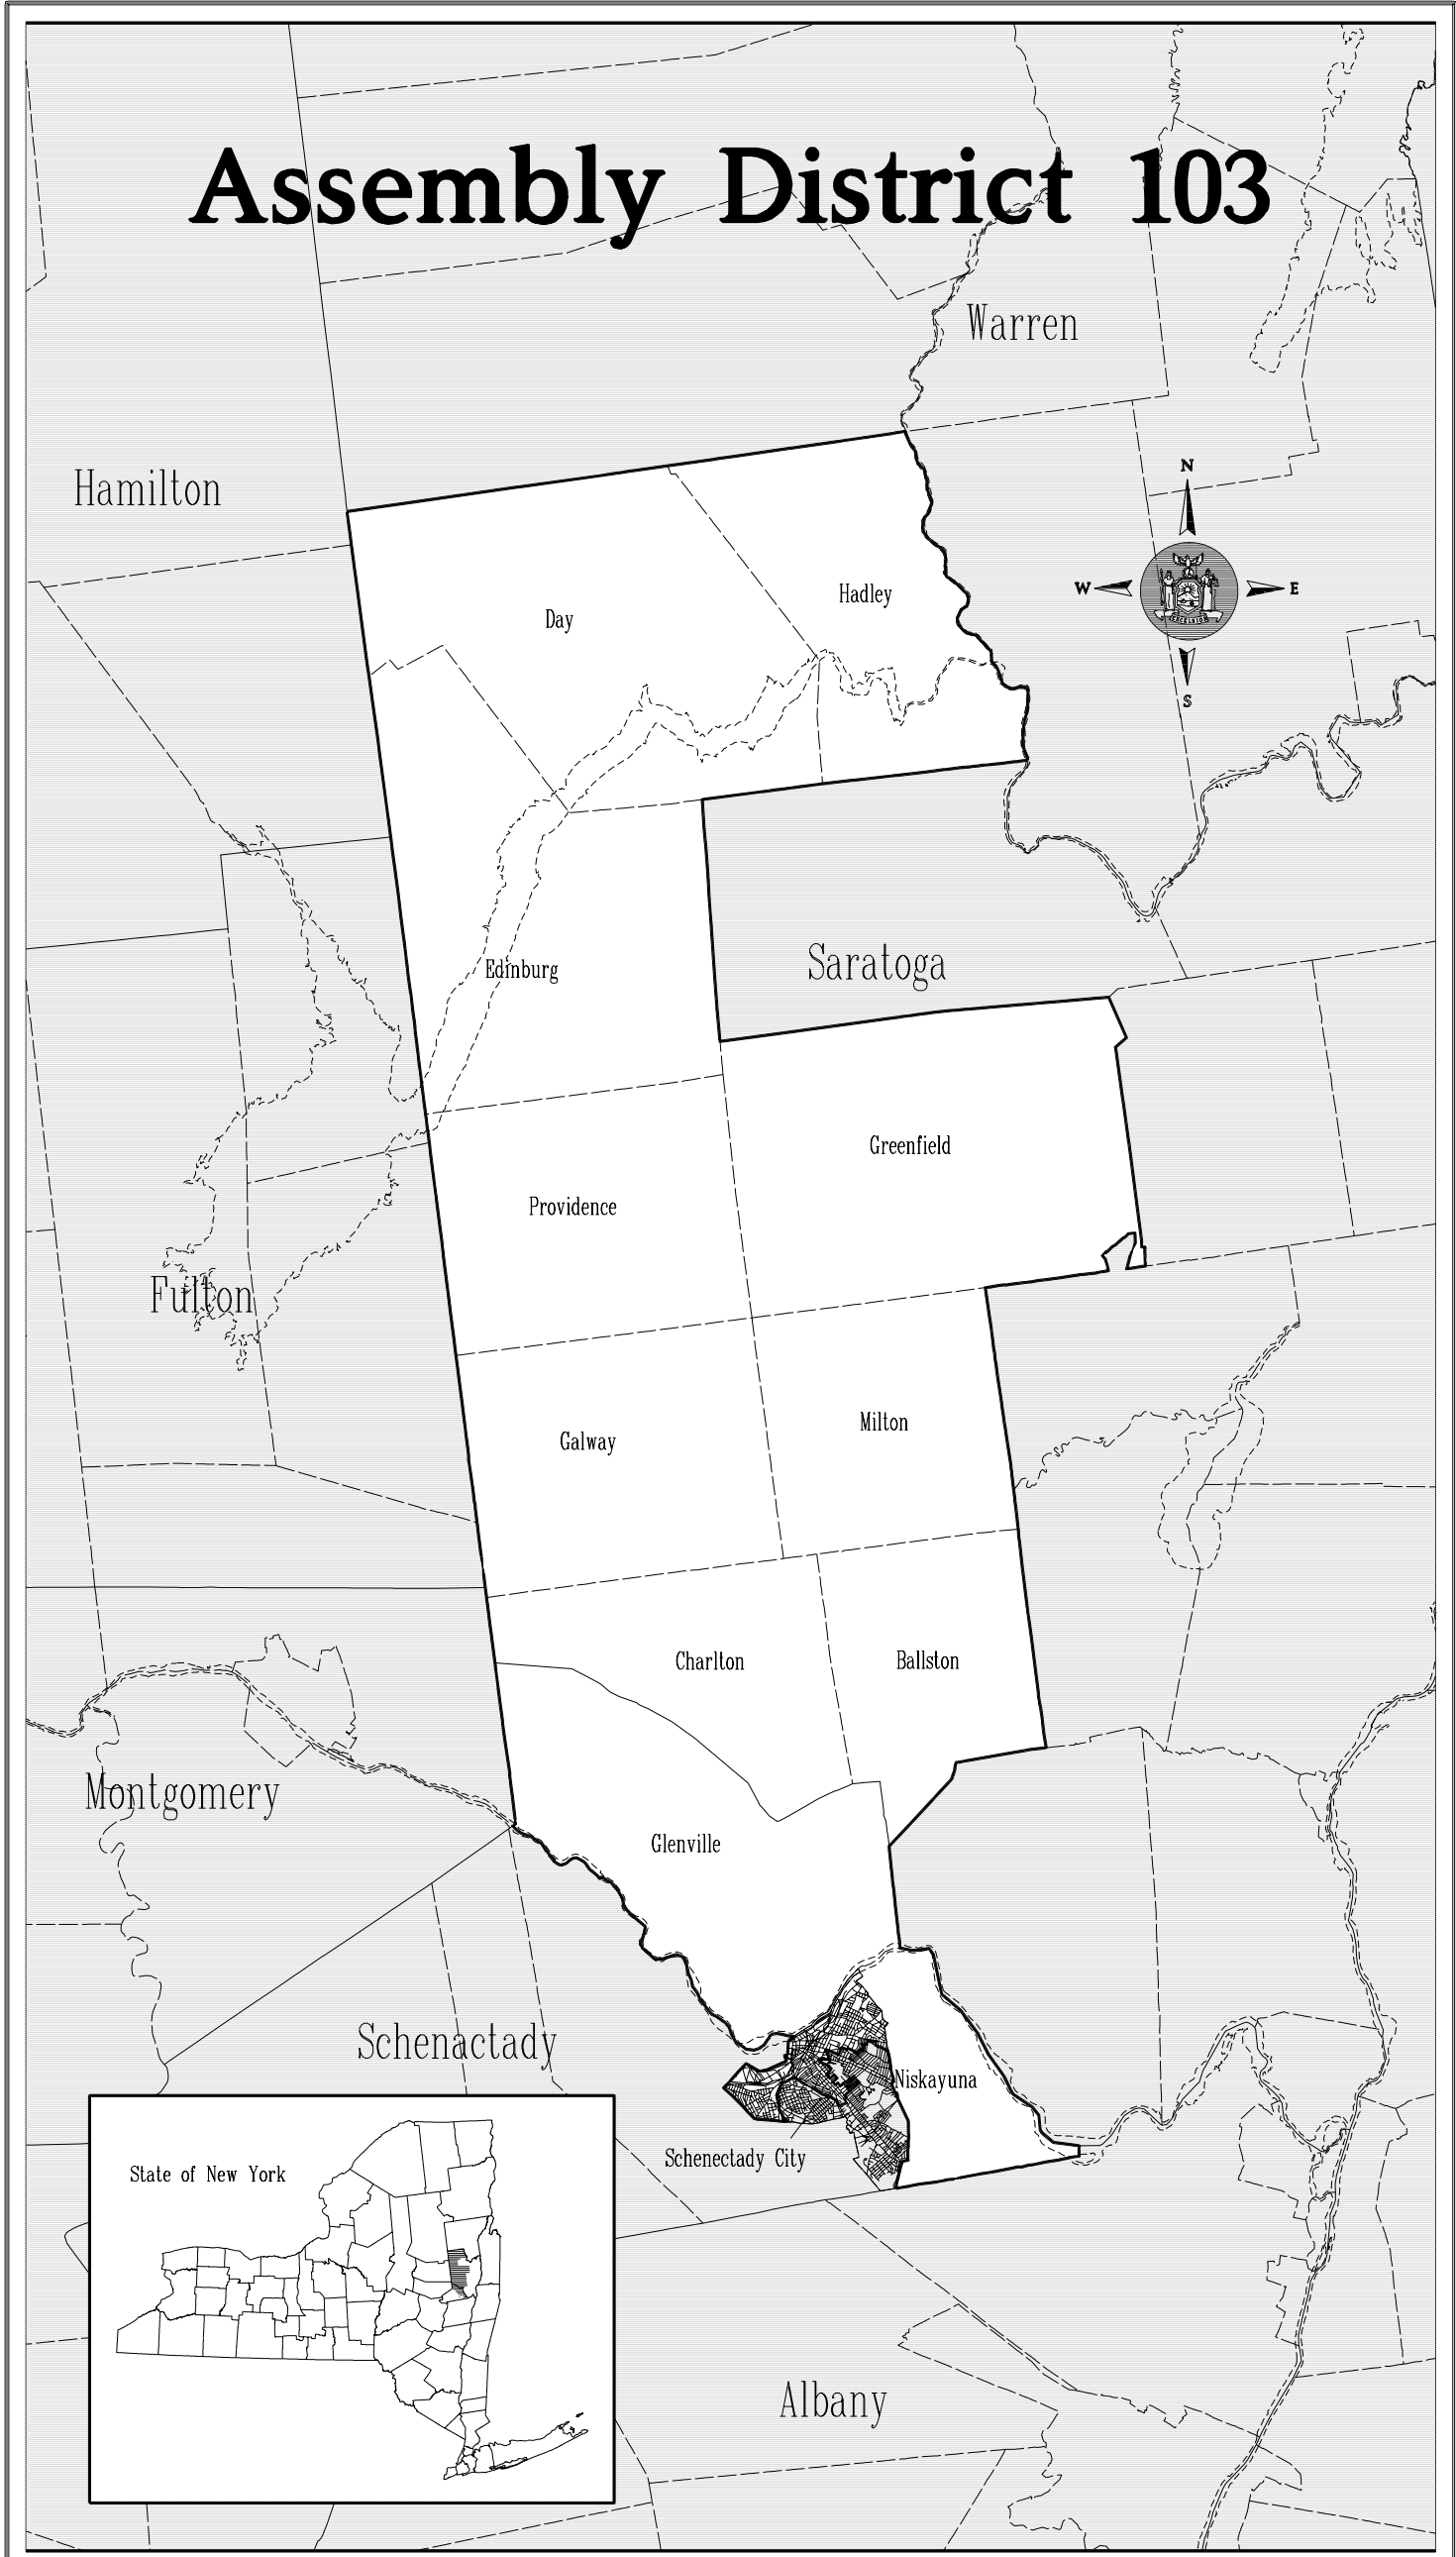 Assembly District 103
Warren
Hamilton
N
W
E
EXCELSIOR
S
Hadley
Day
Saratoga
Edinburg
Greenfield
Providence
Fulton
Milton
Galway
Charlton
Ballston
Montgomery
Glenville
Schenactady
Niskayuna
Schenectady City
State of New York
Albany